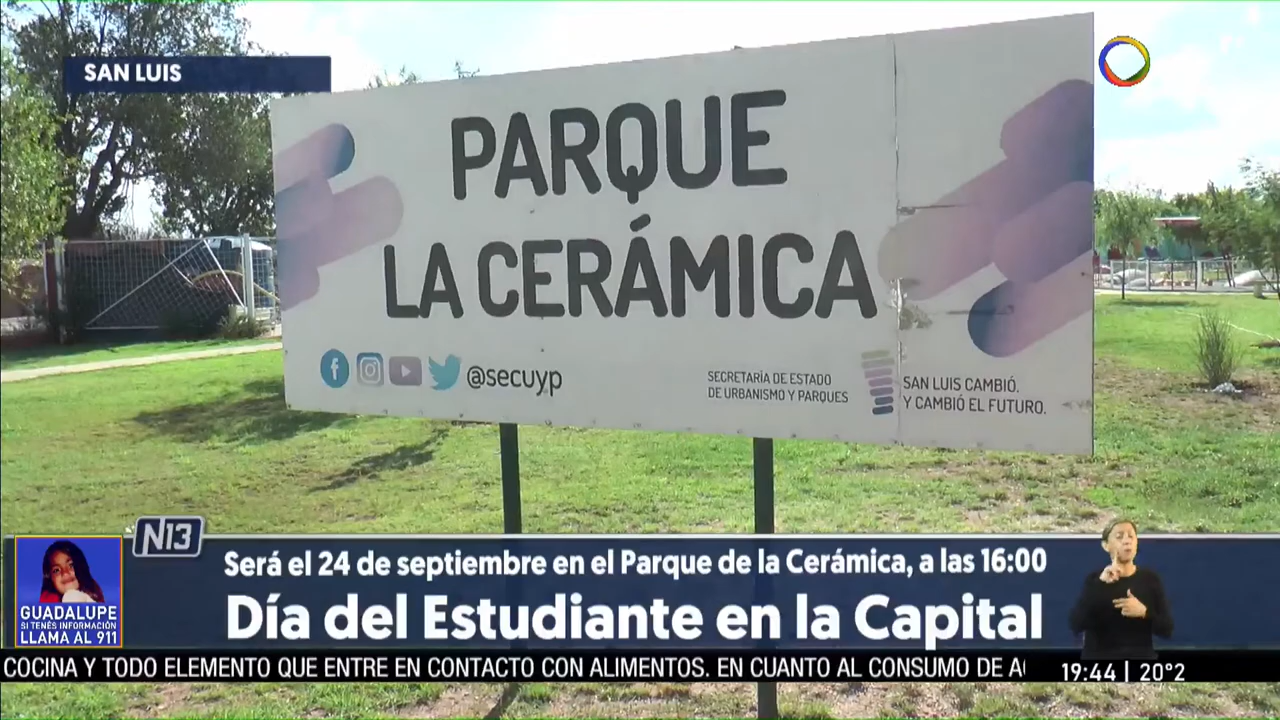 SAN LUIS
PARQUE
LA CERÁMICA
@secuyp
SECRETARÍA DE ESTADO
DE URBANISMO Y PARQUES
SAN LUIS CAMBIÓ.
Y CAMBIÓ EL FUTURO.
N13
Será el 24 de septiembre en el Parque de la Cerámica, a las 16:00
Día del Estudiante en la Capital
GUADALUPE
SI TENÉS INFORMACIÓN
LLAMA AL 911
COCINA Y TODO ELEMENTO QUE ENTRE EN CONTACTO CON ALIMENTOS. EN CUANTO AL CONSUMO DE
19:44 | 20°2